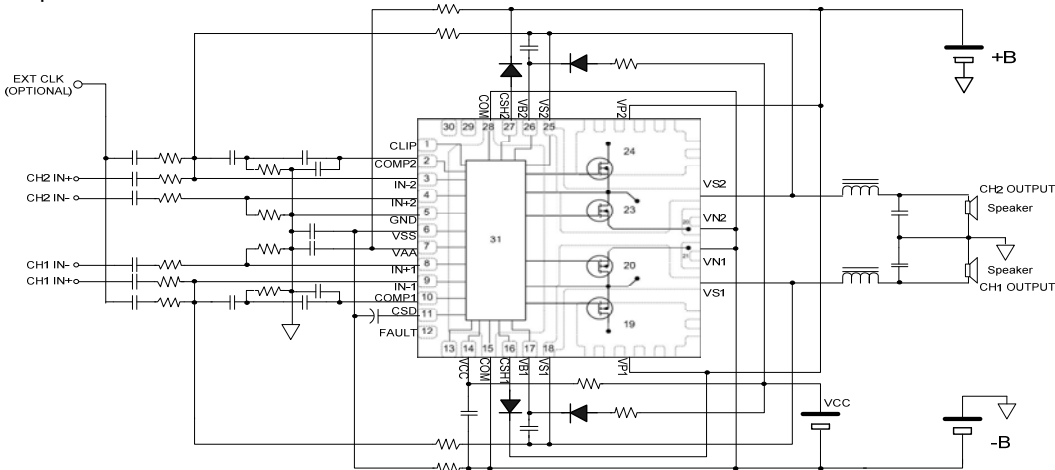 +B
EXT CLK
(OPTIONAL)
COM
CSH2
VB2
VS2
VP2
30
29
28
27
26
25
CLIP
1
24
COMP2
2
CH2 IN+
IN-2
3
VS2
CH2 OUTPUT
CH2 IN-
IN+2
4
23
Speaker
GND
5
VN2
20
VSS
6
31
VAA
7
VN1
21
CH1 IN-
IN+1
8
20
Speaker
CH1 IN+
IN-1
9
VS1
CH1 OUTPUT
COMP1
10
CSD
11
19
FAULT
12
13
14
15
16
17
18
VCC
COM
CSH1
VB1
VS1
VP1
VCC
-B